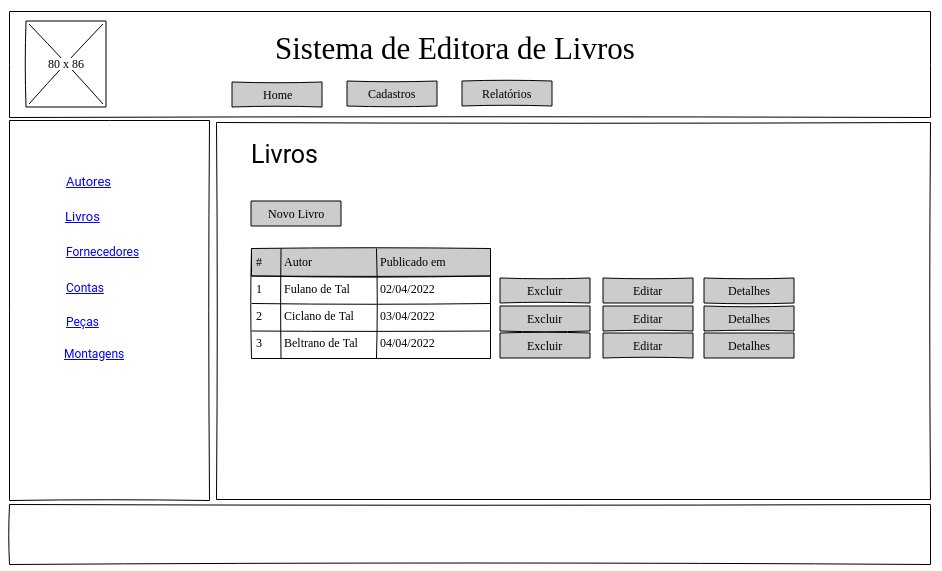 80 x 86
Sistema de Editora de Livros
Home Cadastros Relatórios
Autores
Livros
Fornecedores
Contas
Peças
Montagens
Livros
Novo Livro
# Autor Publicado em
1 Fulano de Tal 02/04/2022 Excluir Editar Detalhes
2 Ciclano de Tal 03/04/2022 Excluir Editar Detalhes
3 Beltrano de Tal 04/04/2022 Excluir Editar Detalhes